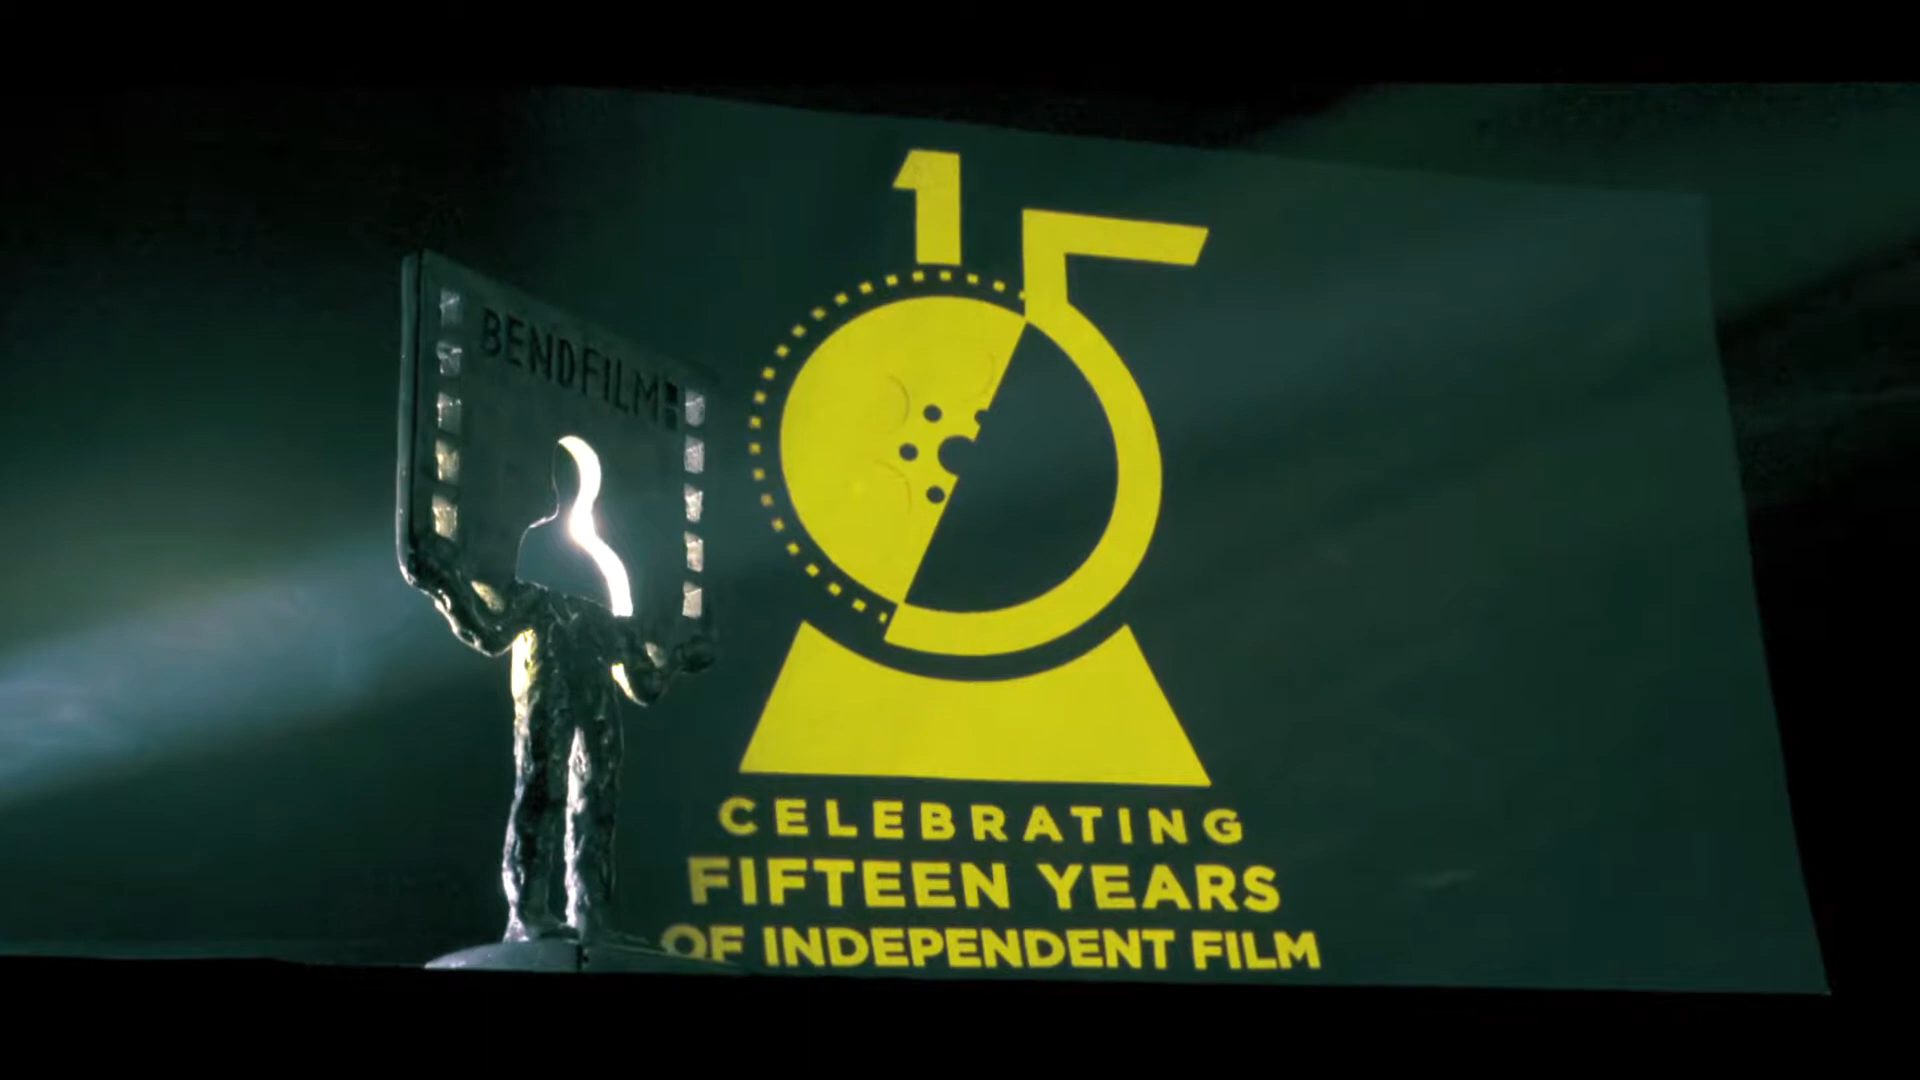 BENDFILM
15
CELEBRATING
FIFTEEN YEARS
OF INDEPENDENT FILM